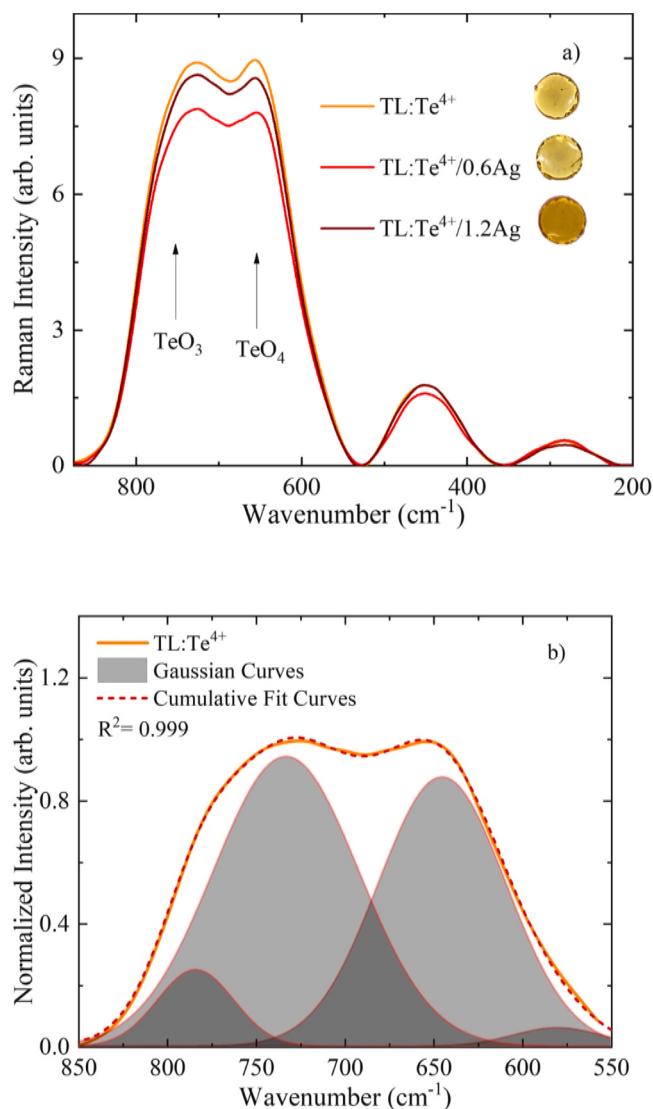 9
6
3
0
Raman Intensity (arb. units)
a)
TL:Te⁴⁺
TL:Te⁴⁺/0.6Ag
TL:Te⁴⁺/1.2Ag
TeO₃
TeO₄
800
600
400
200
Wavenumber (cm⁻¹)
TL:Te⁴⁺
Gaussian Curves
Cumulative Fit Curves
R²= 0.999
b)
1.2
0.8
0.4
0.0
Normalized Intensity (arb. units)
850
800
750
700
650
600
550
Wavenumber (cm⁻¹)